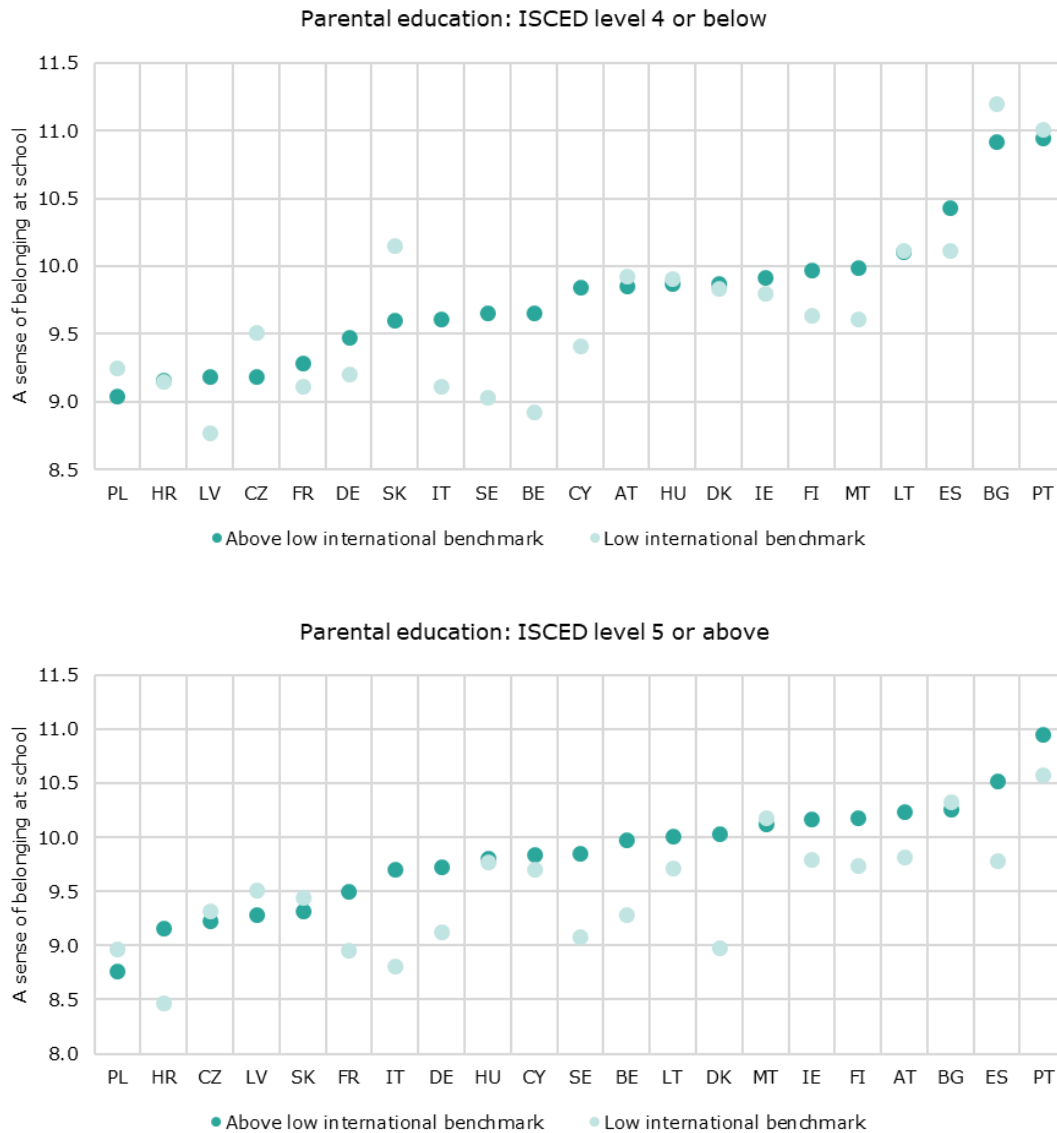 Parental education: ISCED level 4 or below
11.5
11.0
10.5
10.0
9.5
9.0
8.5
A sense of belonging at school
PL HR LV CZ FR DE SK IT SE BE CY AT HU DK IE FI MT LT ES BG PT
Above low international benchmark Low international benchmark
Parental education: ISCED level 5 or above
11.5
11.0
10.5
10.0
9.5
9.0
8.5
8.0
A sense of belonging at school
PL HR CZ LV SK FR IT DE HU CY SE BE LT DK MT IE FI AT BG ES PT
Above low international benchmark Low international benchmark